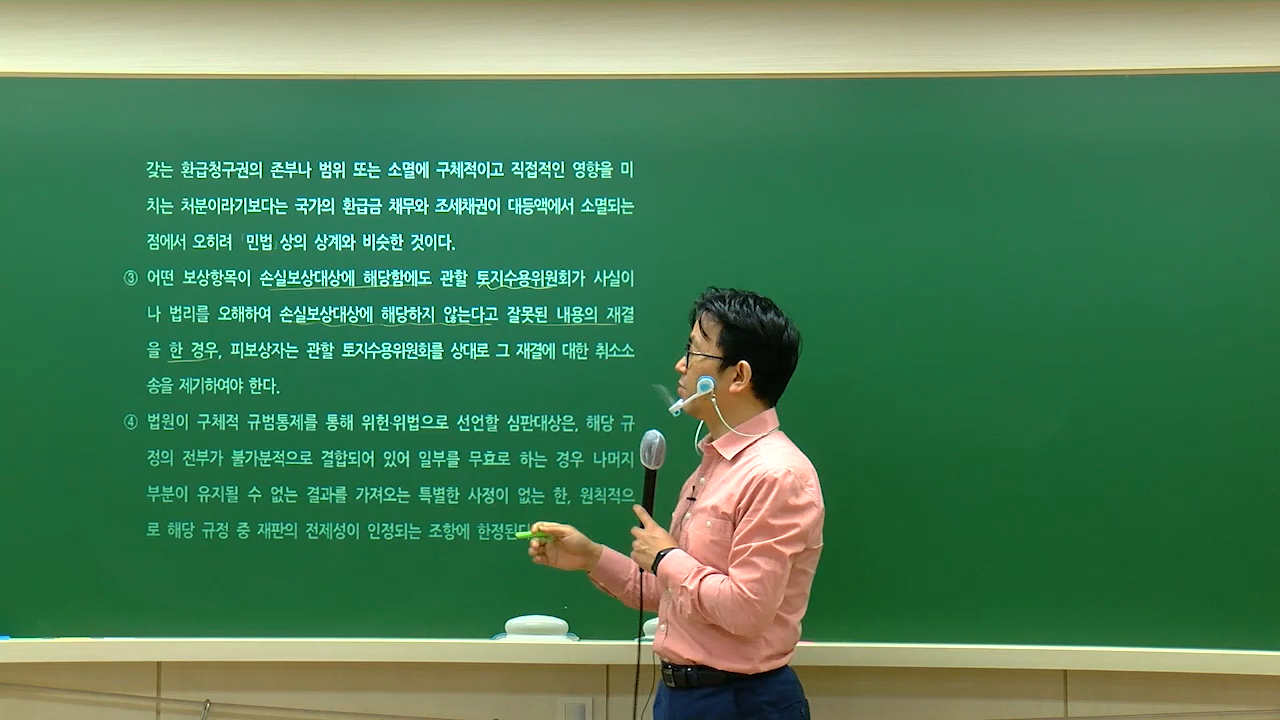 갖는 환급청구권의 존부나 범위 또는 소멸에 구체적이고 직접적인 영향을 미
치는 처분이라기보다는 국가의 환급금 채무와 조세채권이 대등액에서 소멸되는
점에서 오히려 「민법」상의 상계와 비슷한 것이다.
③ 어떤 보상항목이 손실보상대상에 해당함에도 관할 토지수용위원회가 사실이
나 법리를 오해하여 손실보상대상에 해당하지 않는다고 잘못된 내용의 재결
을 한 경우, 피보상자는 관할 토지수용위원회를 상대로 그 재결에 대한 취소소
송을 제기하여야 한다.
④ 법원이 구체적 규범통제를 통해 위헌·위법으로 선언할 심판대상은, 해당 규
정의 전부가 불가분적으로 결합되어 있어 일부를 무효로 하는 경우 나머지
부분이 유지될 수 없는 결과를 가져오는 특별한 사정이 없는 한, 원칙적으
로 해당 규정 중 재판의 전제성이 인정되는 조항에 한정된다